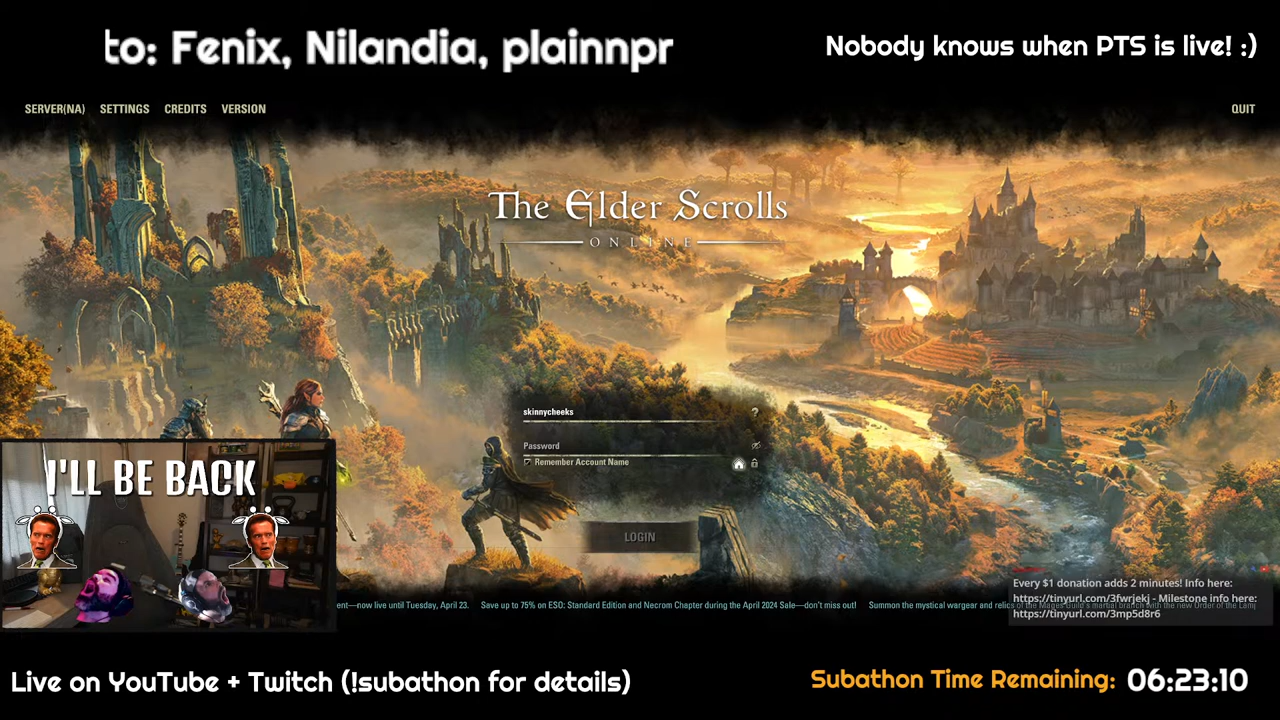 to: Fenix, Nilandia, plainnpr
Nobody knows when PTS is live! :)
SERVER(NA) SETTINGS CREDITS VERSION QUIT
The Elder Scrolls
ONLINE
skinnycheeks
?
Password
Remember Account Name
LOGIN
I'LL BE BACK
ent—now live until Tuesday, April 23. Save up to 75% on ESO: Standard Edition and Necrom Chapter during the April 2024 Sale—don't miss out! Summon the mystical wargear and relics of the Mages Guild's martial branch with the new Order of the Lamp
Every $1 donation adds 2 minutes! Info here:
https://tinyurl.com/3fwrjekj - Milestone info here:
https://tinyurl.com/3mp5d8r6
Live on YouTube + Twitch (!subathon for details)
Subathon Time Remaining: 06:23:10